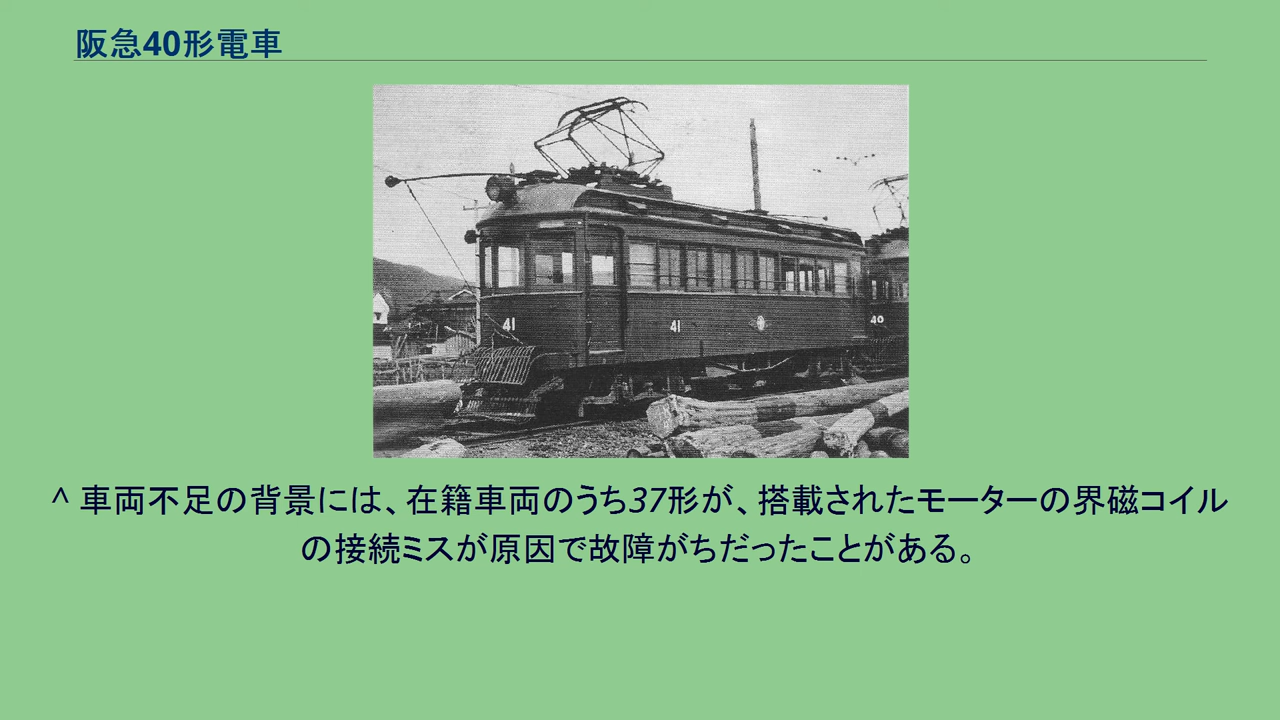 阪急40形電車
41
41
40
^ 車両不足の背景には、在籍車両のうち37形が、搭載されたモーターの界磁コイル
の接続ミスが原因で故障がちだったことがある。